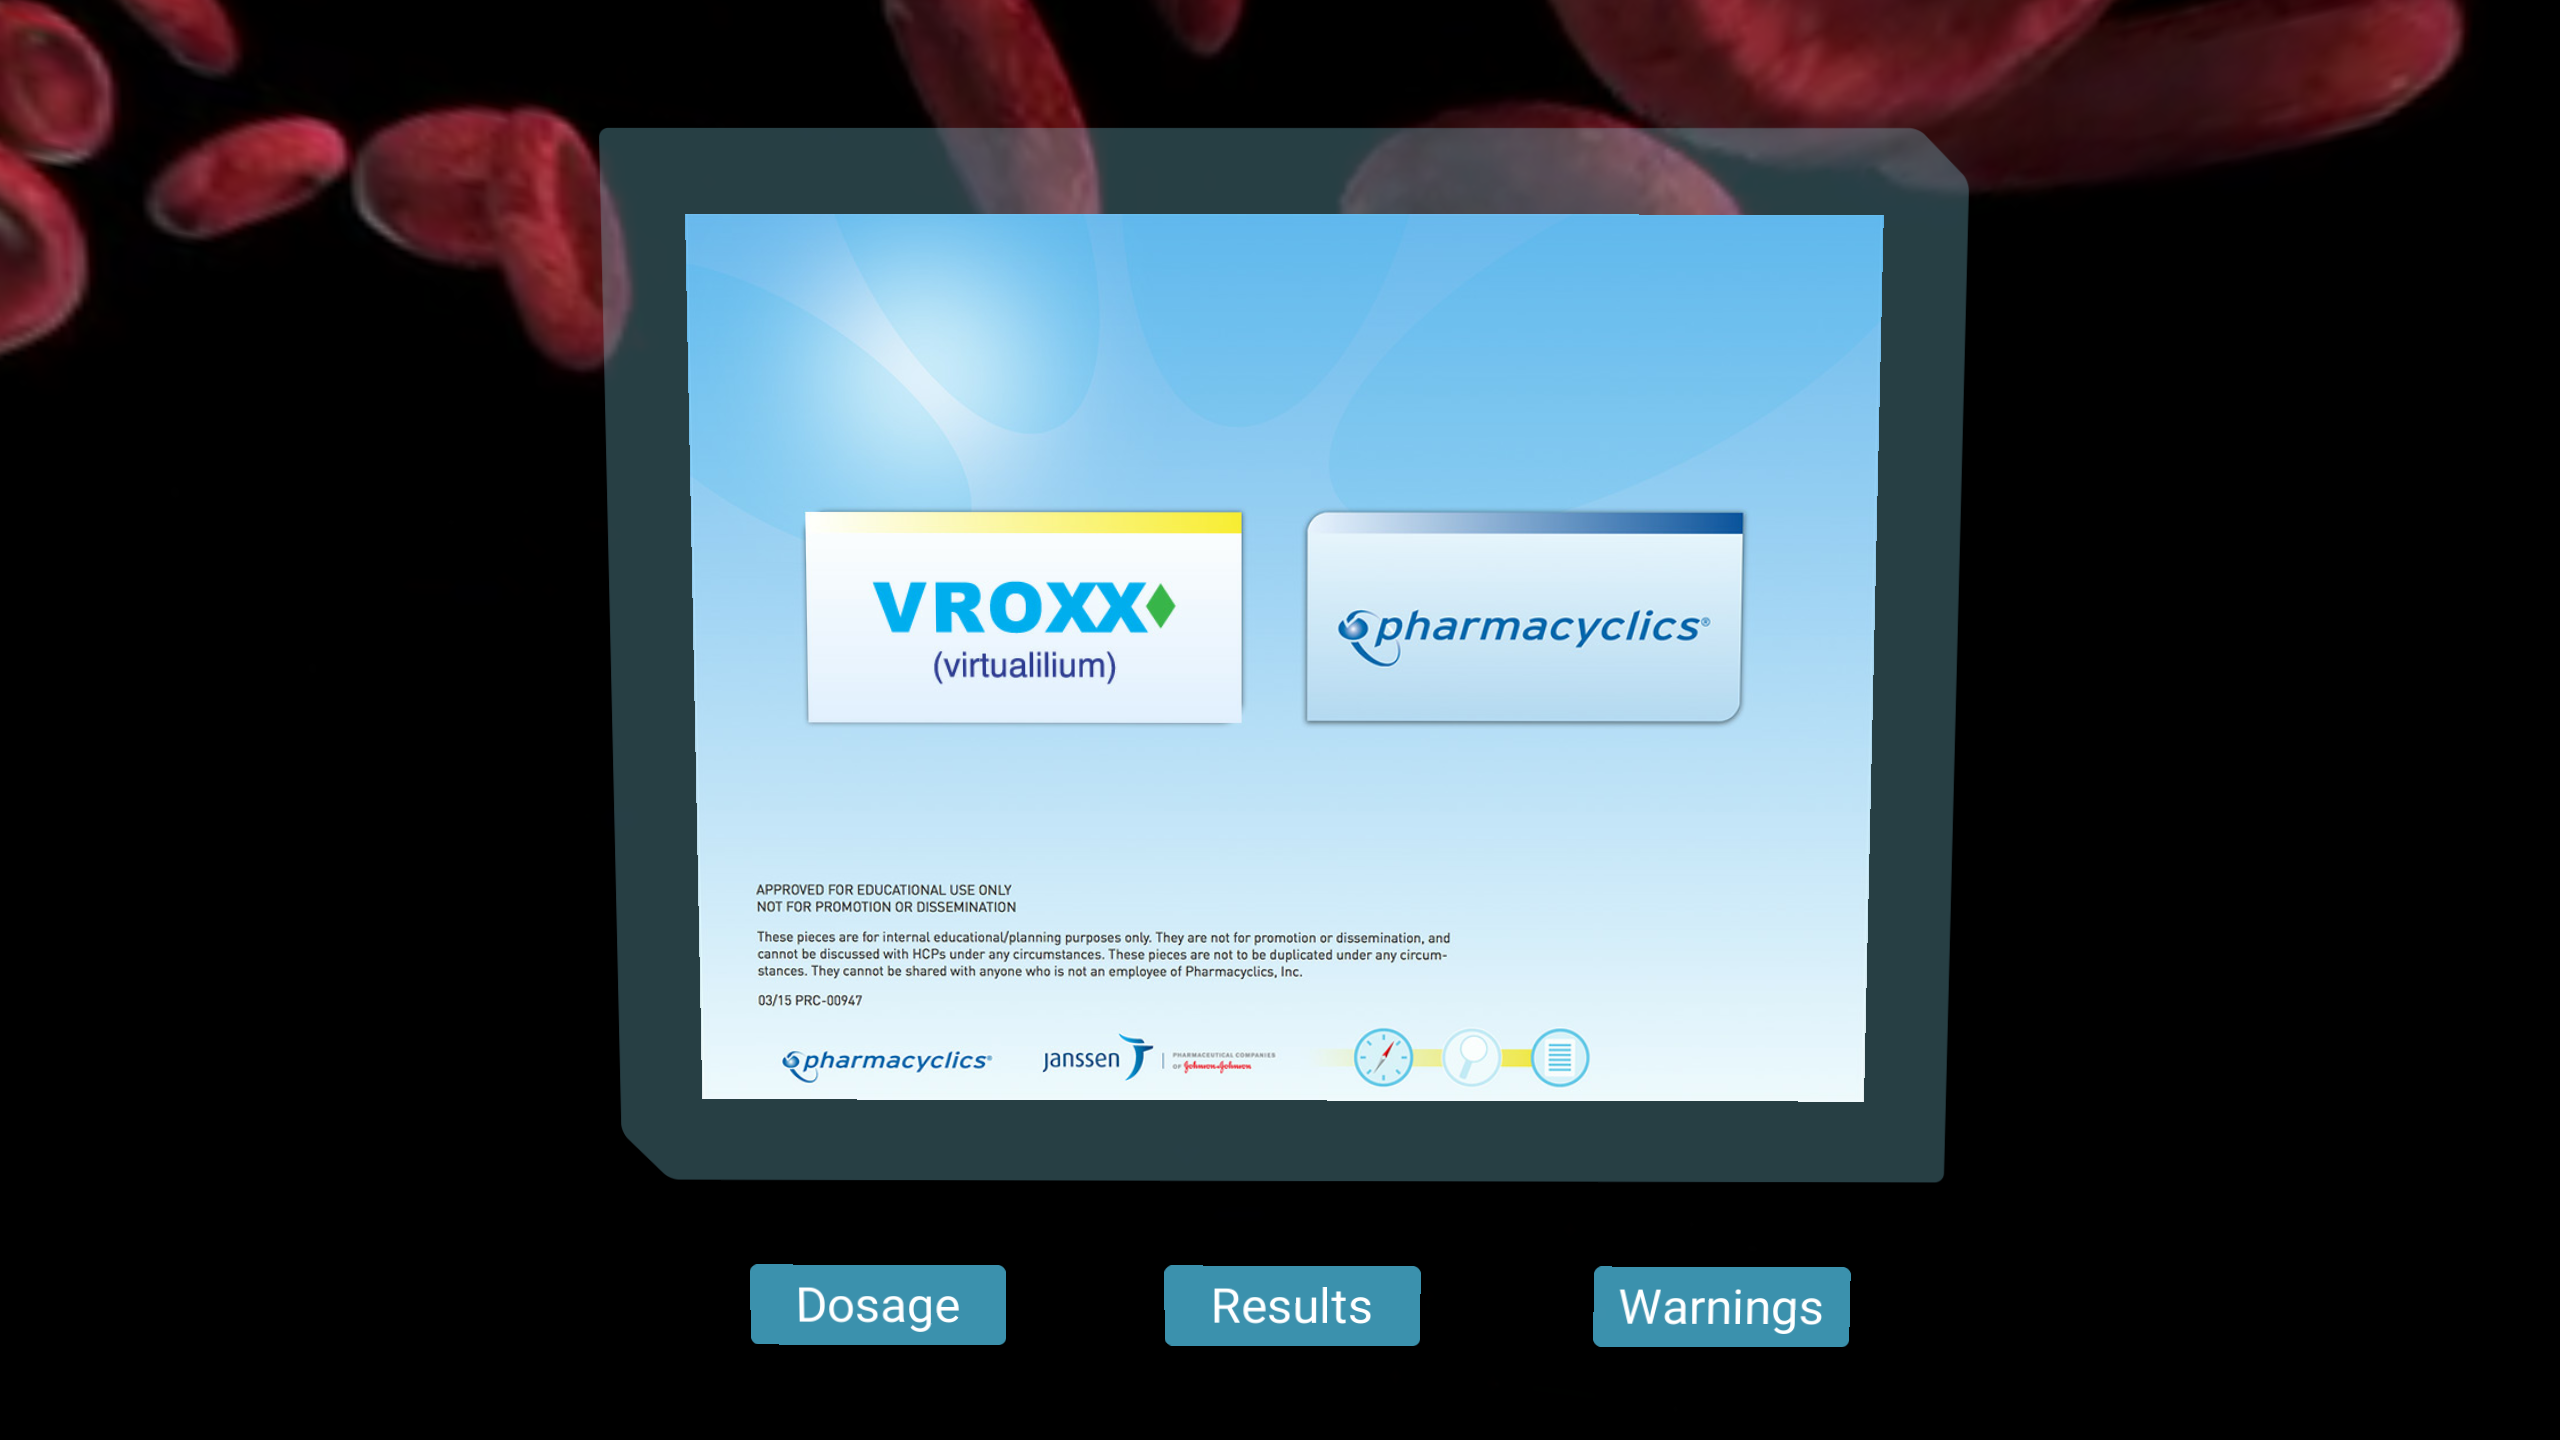 VROXX
(virtualilium)
pharmacyclics®
APPROVED FOR EDUCATIONAL USE ONLY
NOT FOR PROMOTION OR DISSEMINATION
These pieces are for internal educational/planning purposes only. They are not for promotion or dissemination, and
cannot be discussed with HCPs under any circumstances. These pieces are not to be duplicated under any circum-
stances. They cannot be shared with anyone who is not an employee of Pharmacyclics, Inc.
03/15 PRC-00947
pharmacyclics®
janssen
PHARMACEUTICAL COMPANIES
OF Johnson & Johnson
Dosage
Results
Warnings